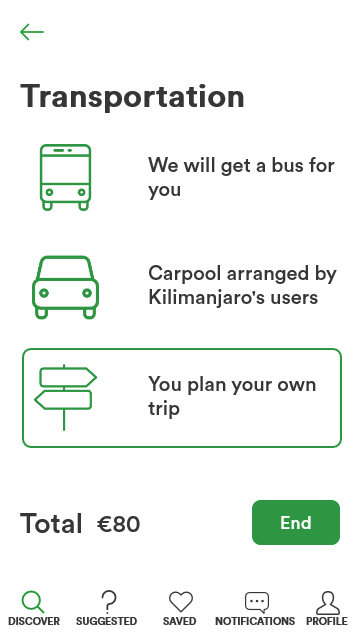 Transportation
We will get a bus for
you
Carpool arranged by
Kilimanjaro's users
You plan your own
trip
Total €80
End
DISCOVER SUGGESTED SAVED NOTIFICATIONS PROFILE